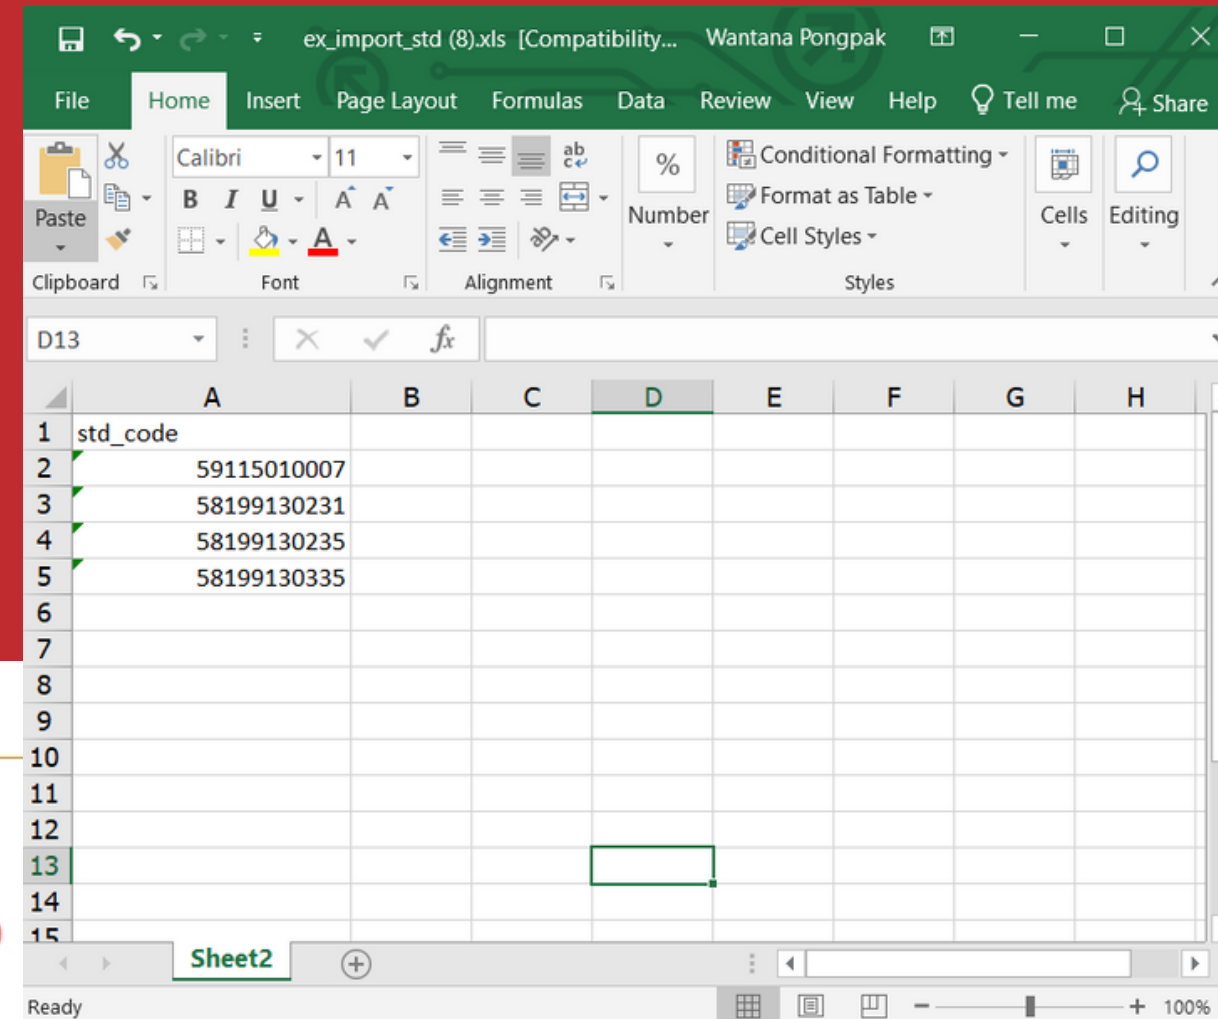 ex_import_std (8).xls [Compatibility... Wantana Pongpak
File Home Insert Page Layout Formulas Data Review View Help Tell me Share
Paste
Calibri 11
B I U A A
A
ab
c
%
Number
Conditional Formatting
Format as Table
Cell Styles
Cells
Editing
Clipboard Font Alignment Styles
D13 fx
A B C D E F G H
1 std_code
2 59115010007
3 58199130231
4 58199130235
5 58199130335
6
7
8
9
10
11
12
13
14
15
Sheet2
Ready 100%